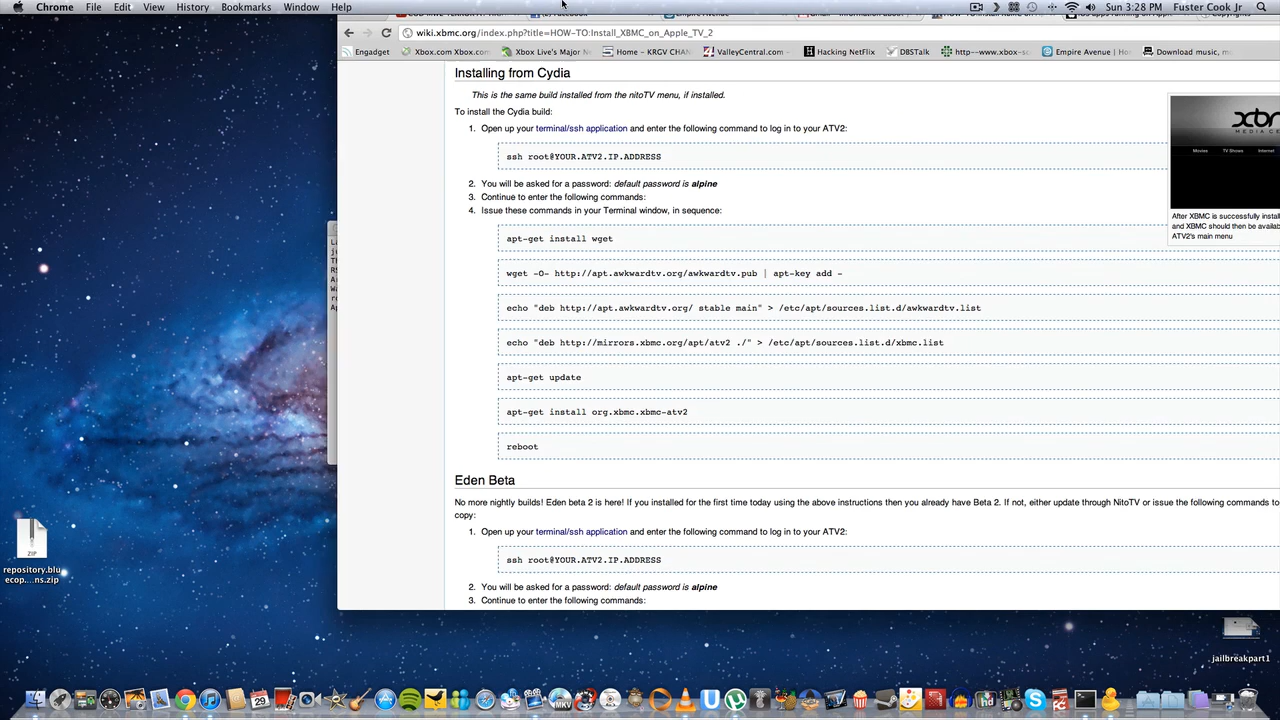 Chrome File Edit View History Bookmarks Window Help Sun 3:28 PM Fuster Cook Jr
wiki.xbmc.org/index.php?title=HOW-TO:Install_XBMC_on_Apple_TV_2
Engadget Xbox.com Xbox.com Xbox Live's Major Ne Home - KRGV CHAN ValleyCentral.com Hacking NetFlix DBSTalk Empire Avenue | Ho Download music, m
Installing from Cydia
This is the same build installed from the nitoTV menu, if installed.
To install the Cydia build:
1. Open up your terminal/ssh application and enter the following command to log in to your ATV2:
ssh root@YOUR.ATV2.IP.ADDRESS
2. You will be asked for a password: default password is alpine
3. Continue to enter the following commands:
4. Issue these commands in your Terminal window, in sequence:
apt-get install wget
wget -O- http://apt.awkwardtv.org/awkwardtv.pub | apt-key add -
echo "deb http://apt.awkwardtv.org/ stable main" > /etc/apt/sources.list.d/awkwardtv.list
echo "deb http://mirrors.xbmc.org/apt/atv2 ./" > /etc/apt/sources.list.d/xbmc.list
apt-get update
apt-get install org.xbmc.xbmc-atv2
reboot
Movies TV Shows Internet
After XBMC is successfully install
and XBMC should then be availab
ATV2's main menu
Eden Beta
No more nightly builds! Eden beta 2 is here! If you installed for the first time today using the above instructions then you already have Beta 2. If not, either update through NitoTV or issue the following commands to
copy:
1. Open up your terminal/ssh application and enter the following command to log in to your ATV2:
ssh root@YOUR.ATV2.IP.ADDRESS
2. You will be asked for a password: default password is alpine
3. Continue to enter the following commands:
ZIP
repository.blu
ecop....ns.zip
jailbreakpart1